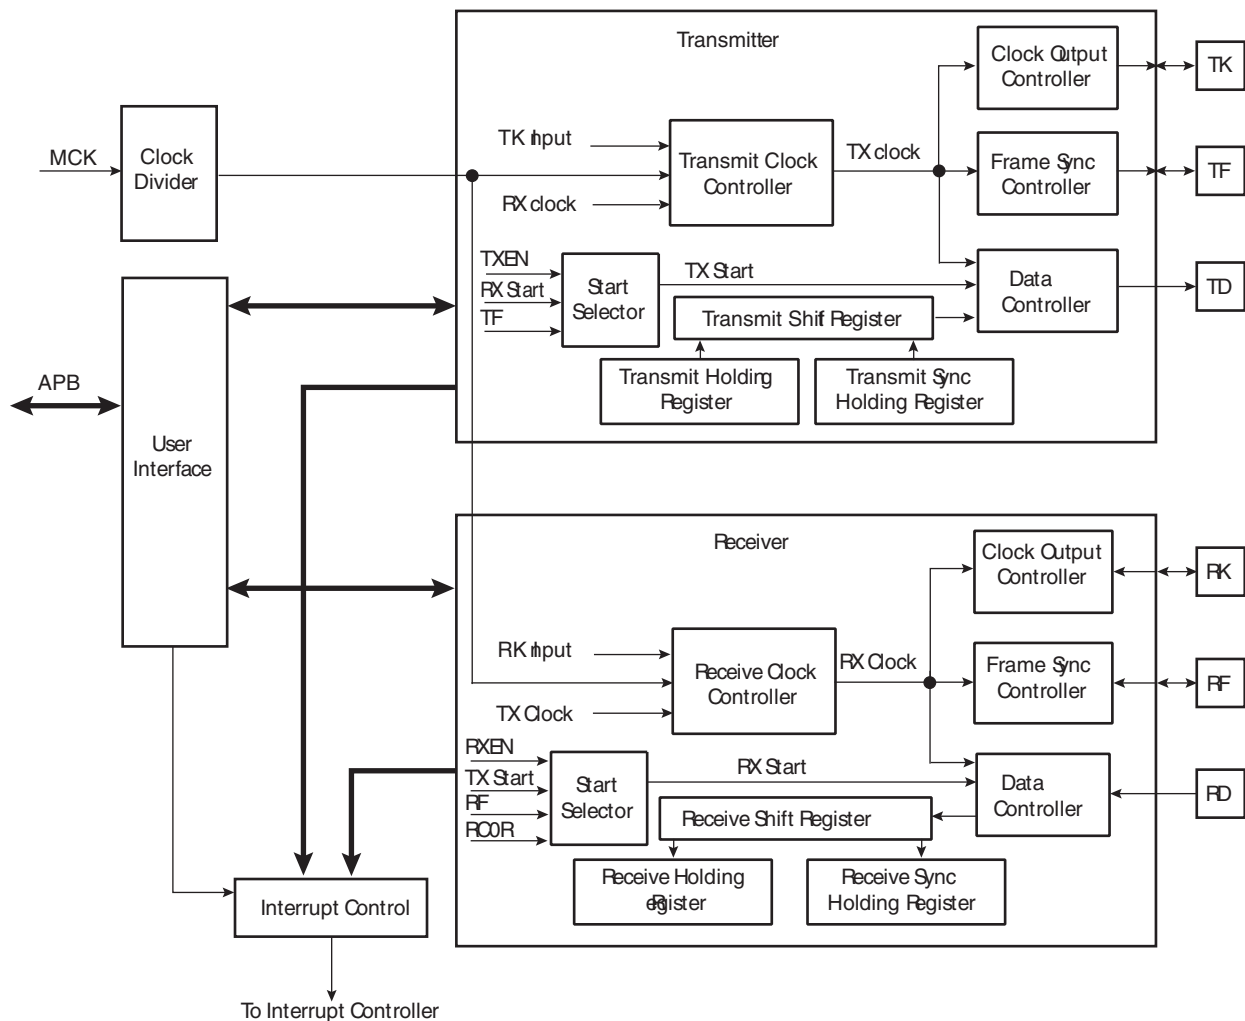 Transmitter
Clock Output
Controller
TK
MCK
Clock
Divider
TK Input
Transmit Clock
Controller
TX clock
Frame Sync
Controller
TF
RX clock
TXEN
RX Start
TF
Start
Selector
TX Start
Data
Controller
TD
Transmit Shift Register
Transmit Holding
Register
Transmit Sync
Holding Register
APB
User
Interface
Receiver
Clock Output
Controller
RK
RK Input
Receive Clock
Controller
RX Clock
Frame Sync
Controller
RF
TX Clock
RXEN
TX Start
RF
RC0R
Start
Selector
RX Start
Data
Controller
RD
Receive Shift Register
Receive Holding
Register
Receive Sync
Holding Register
Interrupt Control
To Interrupt Controller